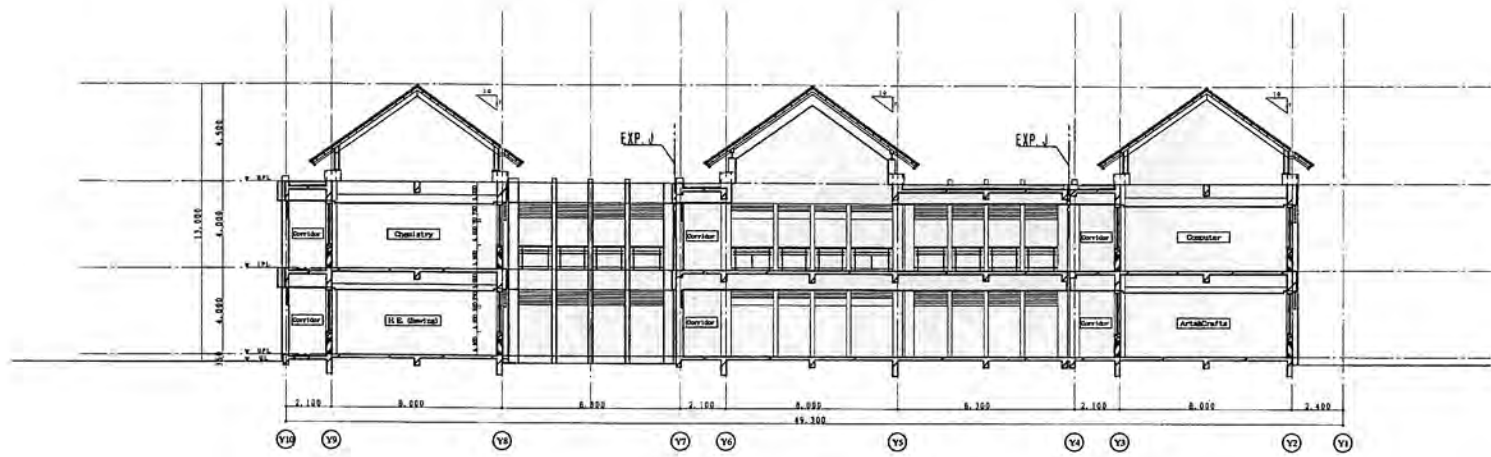 EXP.J
EXP.J
4.500
13.000
4.000
4.000
Corridor
Chemistry
Corridor
Corridor
Computer
Corridor
H.E.(Sewing)
Corridor
Corridor
Arts&Crafts
2.100
8.000
2.100
8.000
8.300
2.100
8.000
2.400
49.300
Y10
Y9
Y8
Y7
Y6
Y5
Y4
Y3
Y2
Y1